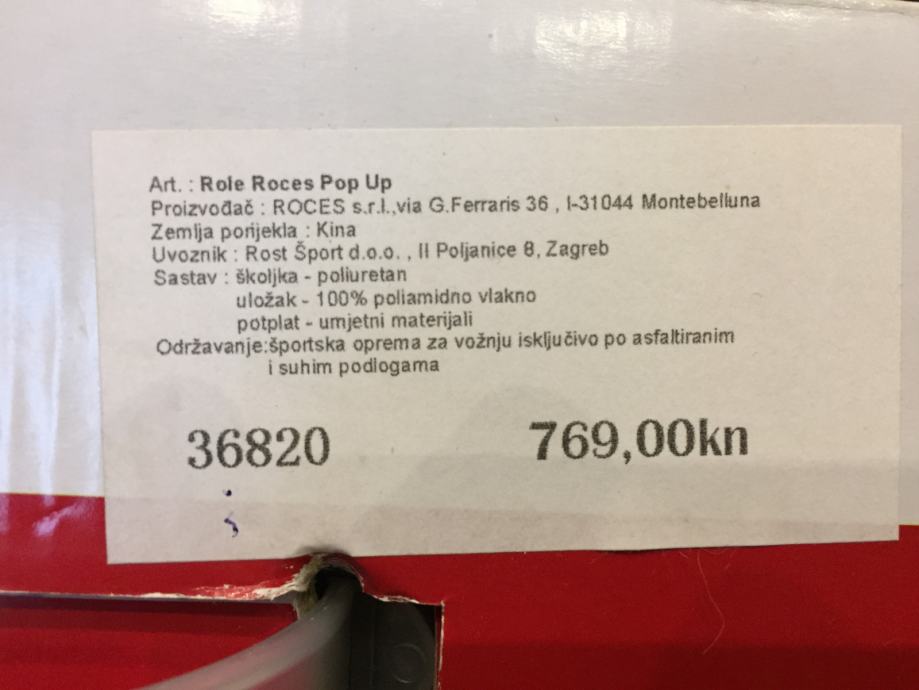 Art. : Role Roces Pop Up
Proizvođač : ROCES s.r.l.,via G.Ferraris 36 , I-31044 Montebelluna
Zemlja porijekla : Kina
Uvoznik : Rost Šport d.o.o. , II Poljanice 8, Zagreb
Sastav : školjka - poliuretan
uložak - 100% poliamidno vlakno
potplat - umjetni materijali
Održavanje:športska oprema za vožnju isključivo po asfaltiranim
i suhim podlogama
36820 769,00kn